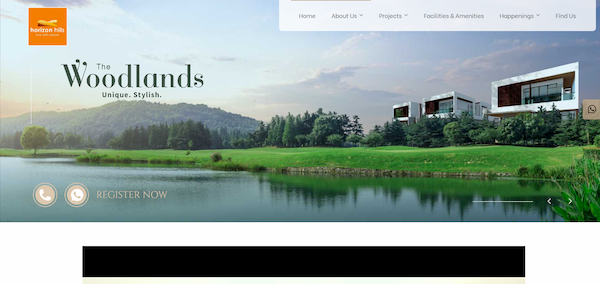 horizon hills
Home About Us Projects Facilities & Amenities Happenings Find Us
The
Woodlands
Unique. Stylish.
REGISTER NOW